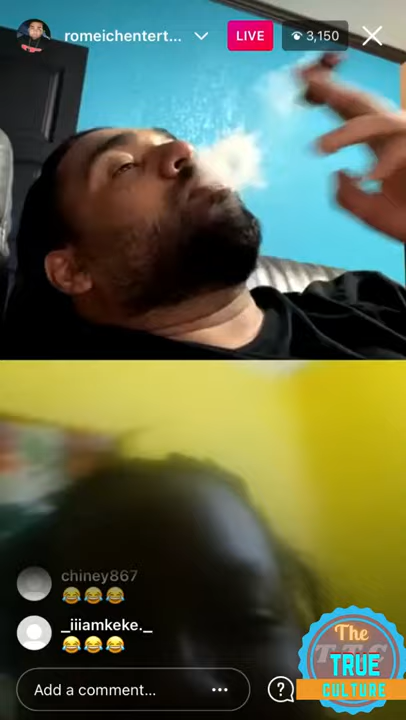 romeichentert...
LIVE
3,150
chiney867
😂😂😂
_iiiamkeke._
😂😂😂
Add a comment...
The
T.T.C
TRUE
CULTURE